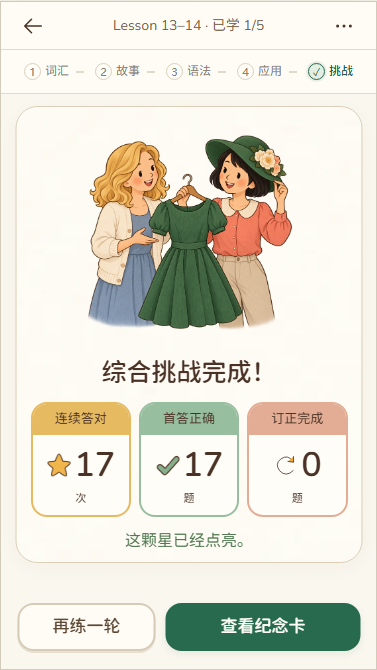 Lesson 13–14 · 已学 1/5
1 词汇 2 故事 3 语法 4 应用 挑战
综合挑战完成！
连续答对 首答正确 订正完成
17 17 0
次 题 题
这颗星已经点亮。
再练一轮 查看纪念卡